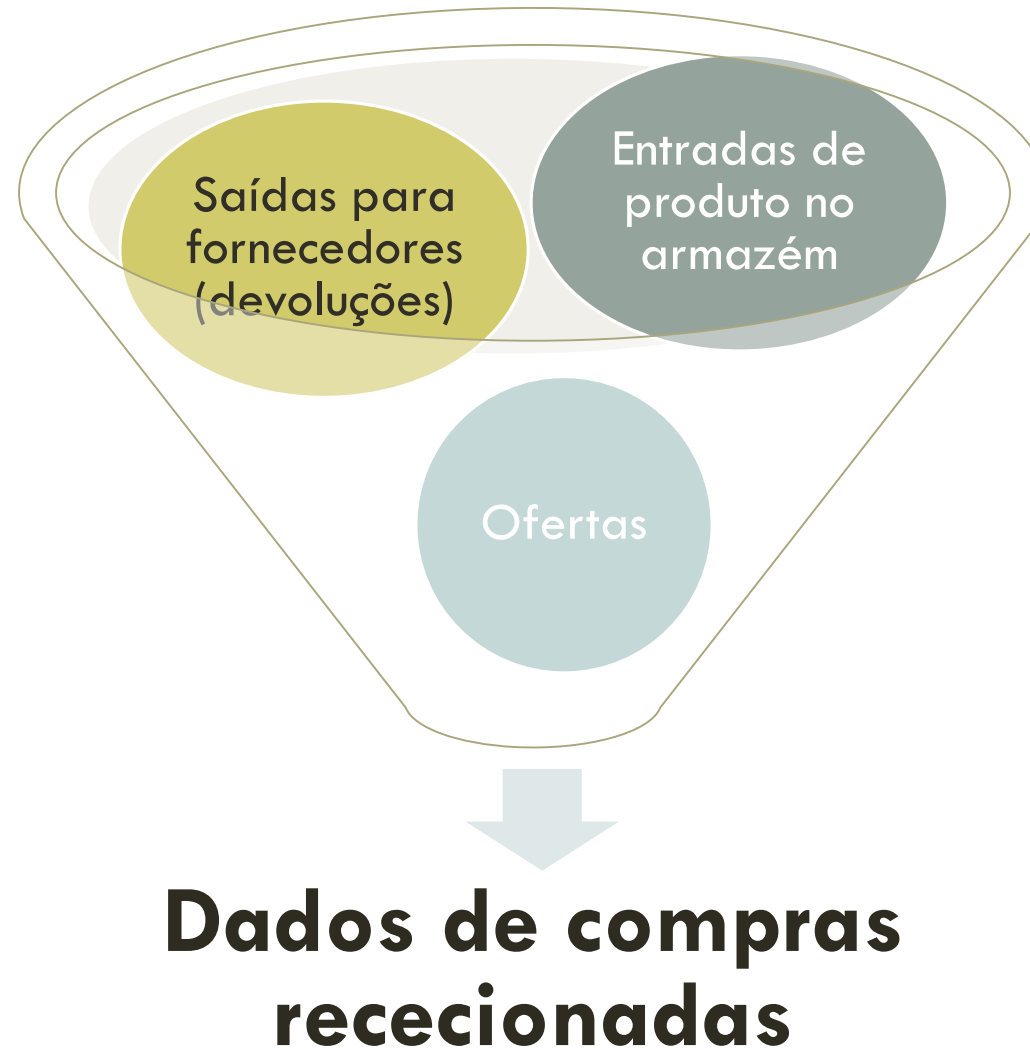 Saídas para
fornecedores
(devoluções)
Entradas de
produto no
armazém
Ofertas
Dados de compras
rececionadas